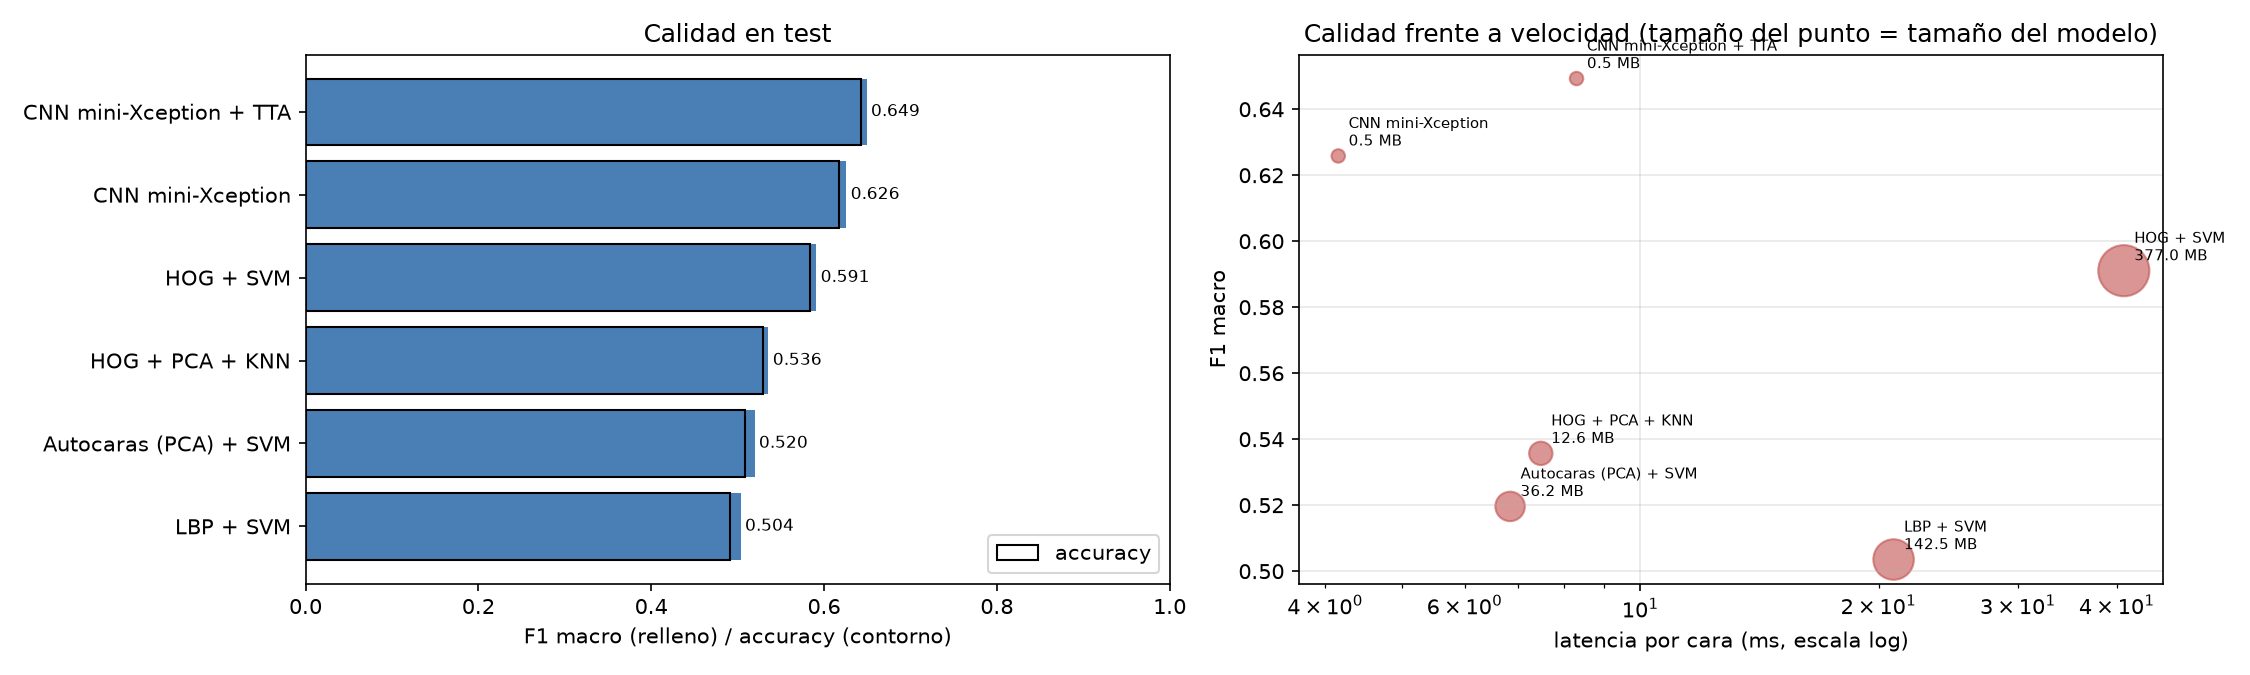 Calidad en test
CNN mini-Xception + TTA
0.649
CNN mini-Xception
0.626
HOG + SVM
0.591
HOG + PCA + KNN
0.536
Autocaras (PCA) + SVM
0.520
LBP + SVM
0.504
accuracy
0.0 0.2 0.4 0.6 0.8 1.0
F1 macro (relleno) / accuracy (contorno)
Calidad frente a velocidad (tamaño del punto = tamaño del modelo)
CNN mini-Xception + TTA
0.5 MB
CNN mini-Xception
0.5 MB
HOG + SVM
377.0 MB
HOG + PCA + KNN
12.6 MB
Autocaras (PCA) + SVM
36.2 MB
LBP + SVM
142.5 MB
0.64
0.62
0.60
0.58
0.56
0.54
0.52
0.50
F1 macro
4 × 10⁰ 6 × 10⁰ 10¹ 2 × 10¹ 3 × 10¹ 4 × 10¹
latencia por cara (ms, escala log)